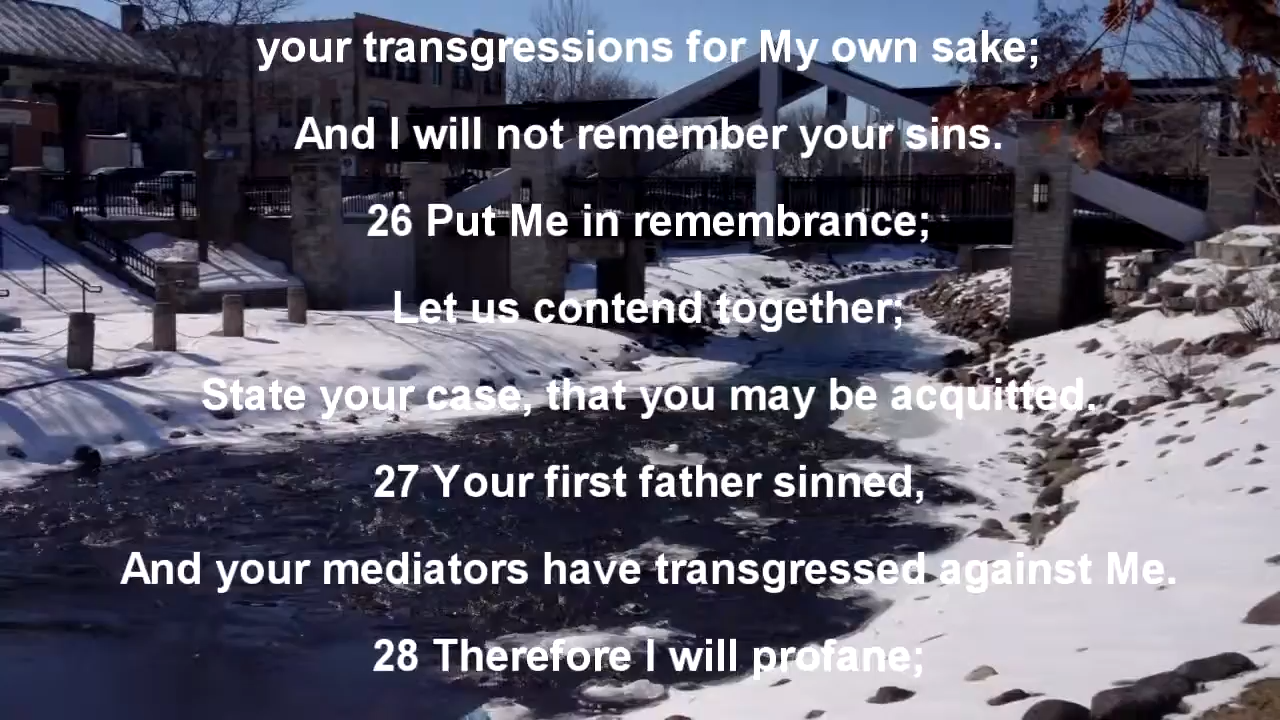 your transgressions for My own sake;
And I will not remember your sins.
26 Put Me in remembrance;
Let us contend together;
State your case, that you may be acquitted.
27 Your first father sinned,
And your mediators have transgressed against Me.
28 Therefore I will profane;